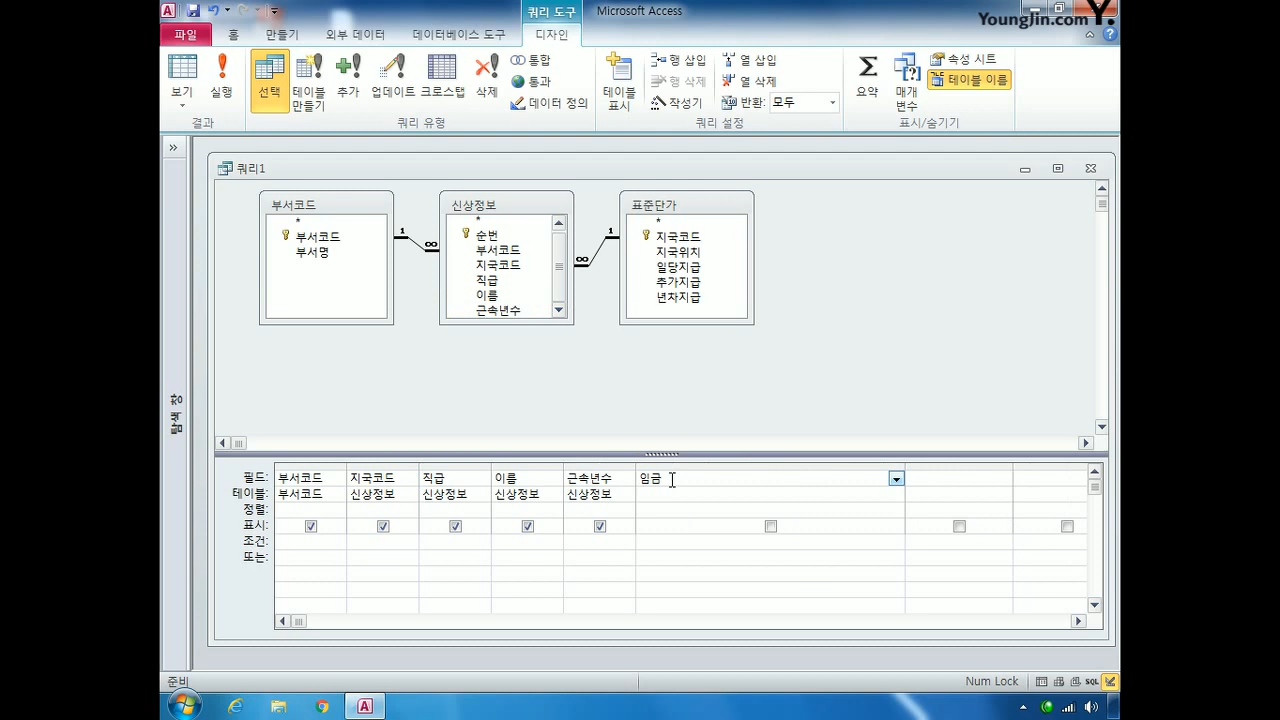 쿼리 도구
Microsoft Access
YoungJin.com Y.
파일
홈
만들기
외부 데이터
데이터베이스 도구
디자인
보기
실행
결과
선택
테이블
만들기
추가
업데이트
크로스탭
삭제
통합
통과
데이터 정의
쿼리 유형
테이블
표시
행 삽입
행 삭제
작성기
열 삽입
열 삭제
반환: 모두
쿼리 설정
요약
매개
변수
속성 시트
테이블 이름
표시/숨기기
탐색 창
쿼리1
부서코드
*
부서코드
부서명
1
∞
신상정보
*
순번
부서코드
지국코드
직급
이름
근속년수
∞
1
표준단가
*
지국코드
지국위치
일당지급
추가지급
년차지급
필드: 부서코드 지국코드 직급 이름 근속년수 임금
테이블: 부서코드 신상정보 신상정보 신상정보 신상정보
정렬:
표시:
조건:
또는:
준비
Num Lock
SQL